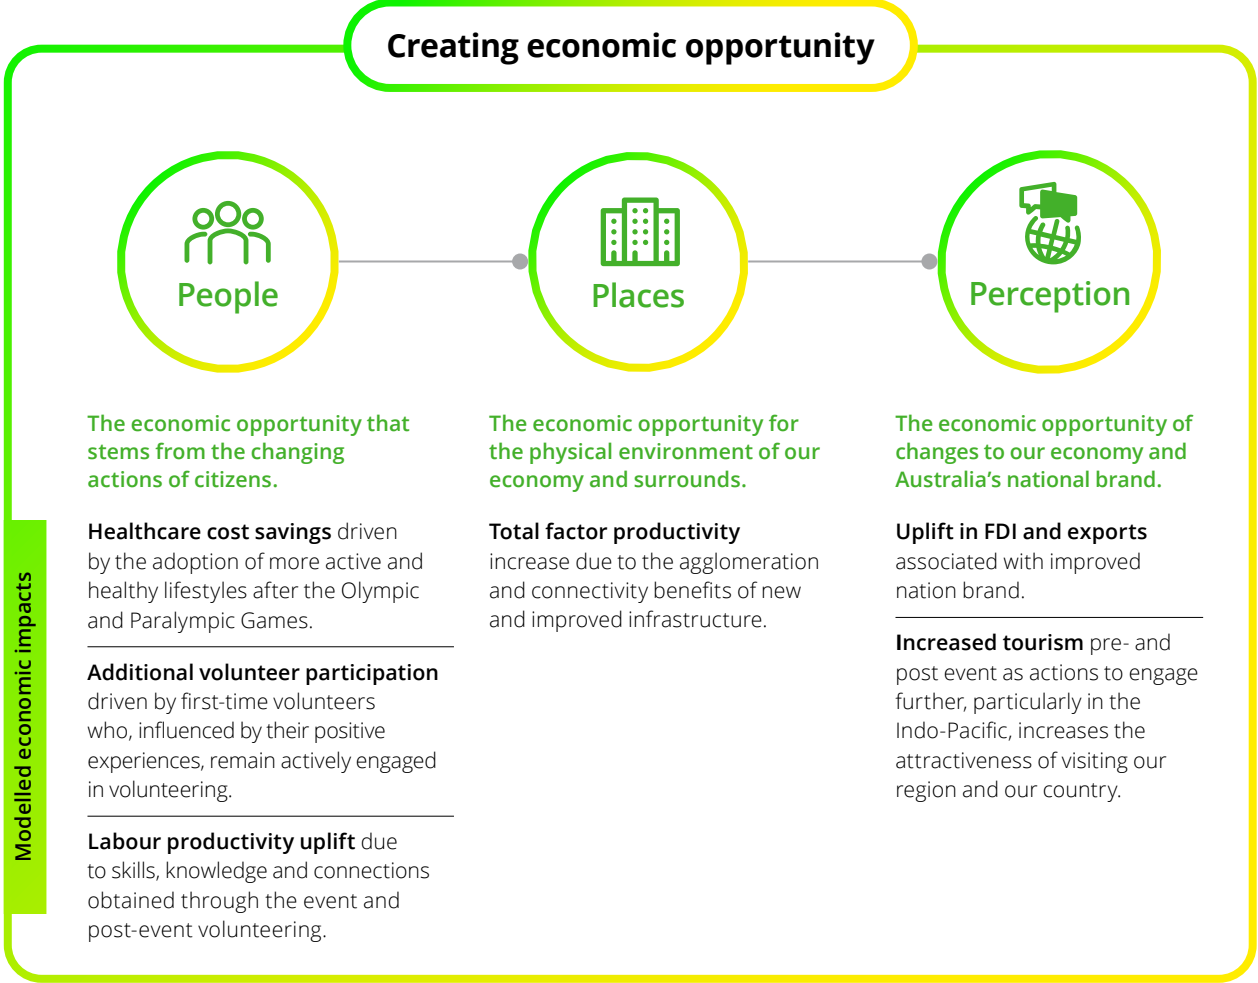 Creating economic opportunity
People
Places
Perception
The economic opportunity that
stems from the changing
actions of citizens.
The economic opportunity for
the physical environment of our
economy and surrounds.
The economic opportunity of
changes to our economy and
Australia's national brand.
Modelled economic impacts
Healthcare cost savings driven
by the adoption of more active and
healthy lifestyles after the Olympic
and Paralympic Games.
Additional volunteer participation
driven by first-time volunteers
who, influenced by their positive
experiences, remain actively engaged
in volunteering.
Labour productivity uplift due
to skills, knowledge and connections
obtained through the event and
post-event volunteering.
Total factor productivity
increase due to the agglomeration
and connectivity benefits of new
and improved infrastructure.
Uplift in FDI and exports
associated with improved
nation brand.
Increased tourism pre- and
post event as actions to engage
further, particularly in the
Indo-Pacific, increases the
attractiveness of visiting our
region and our country.